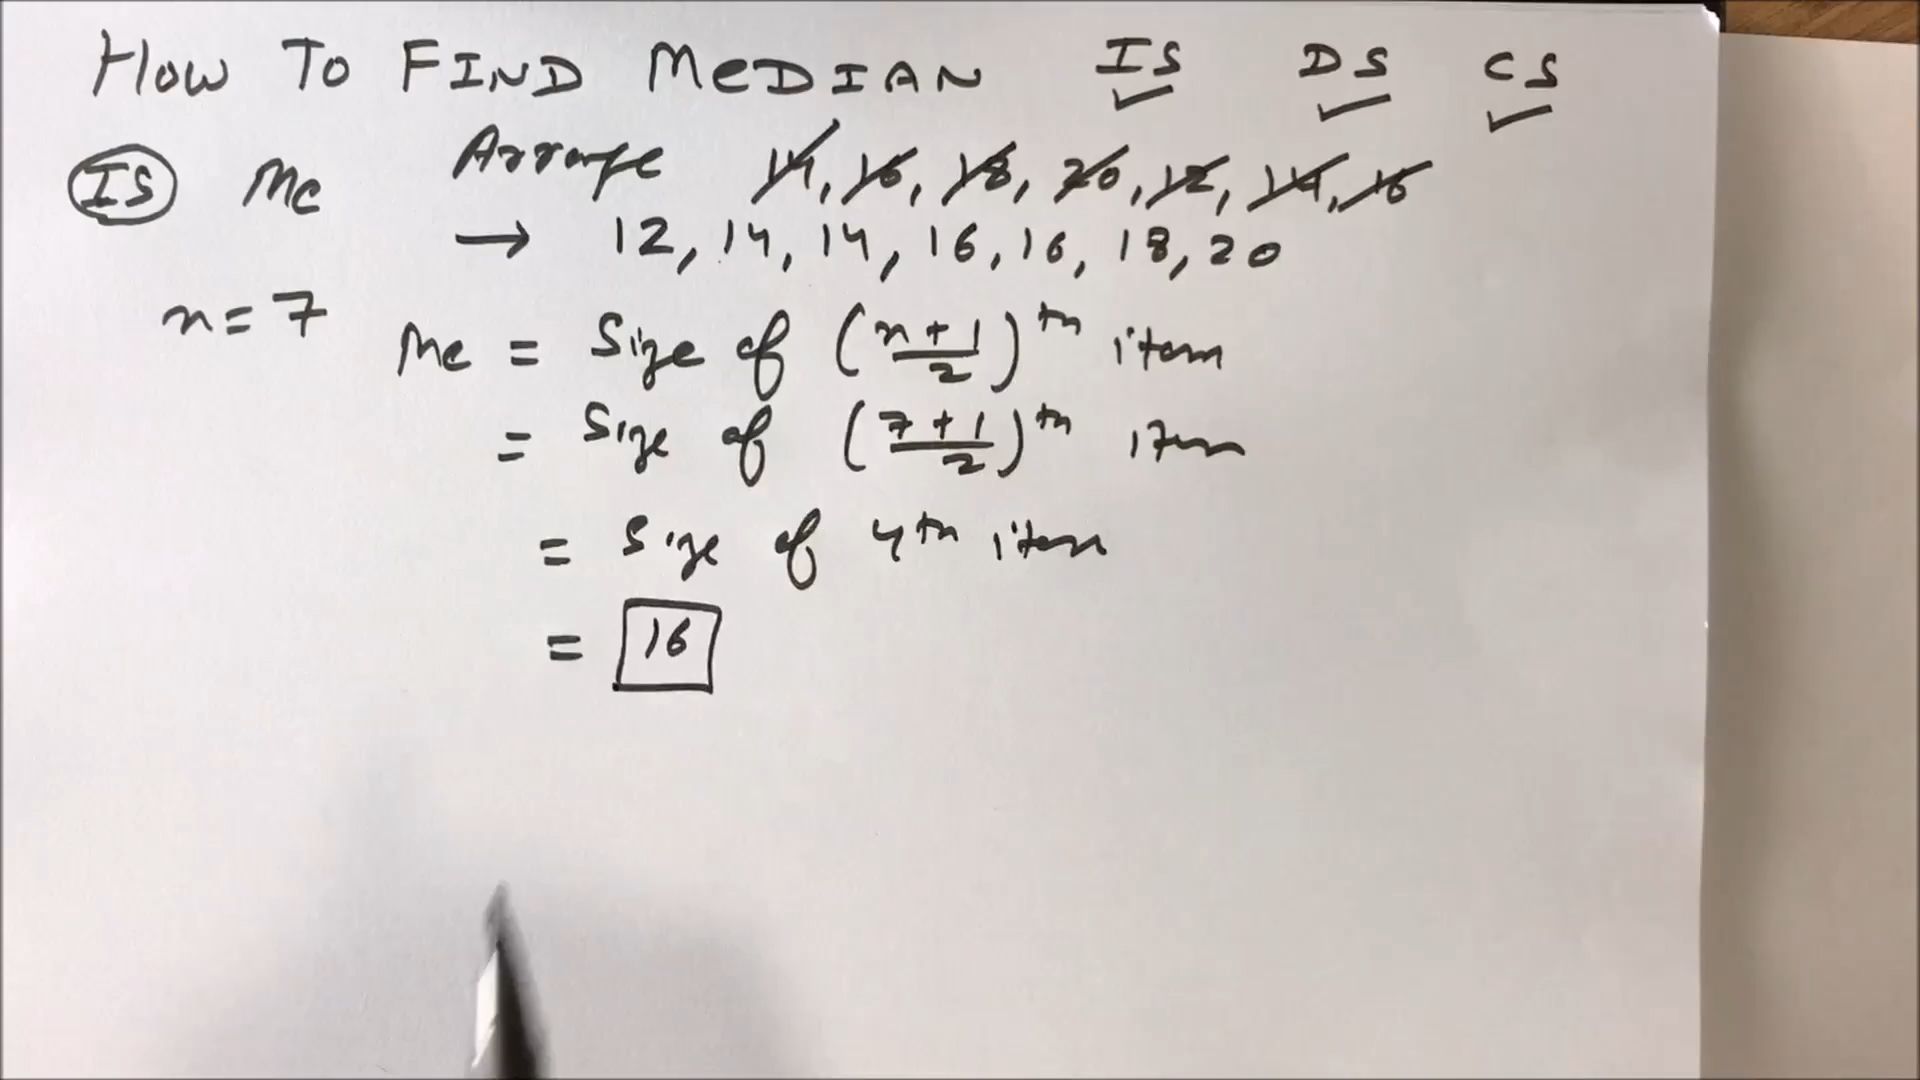 HOW TO FIND MEDIAN IS DS CS
IS Me Arrange 14, 16, 18, 20, 12, 14, 16
→ 12, 14, 14, 16, 16, 18, 20
n = 7
Me = Size of (n+1/2)th item
= Size of (7+1/2)th item
= Size of 4th item
= 16